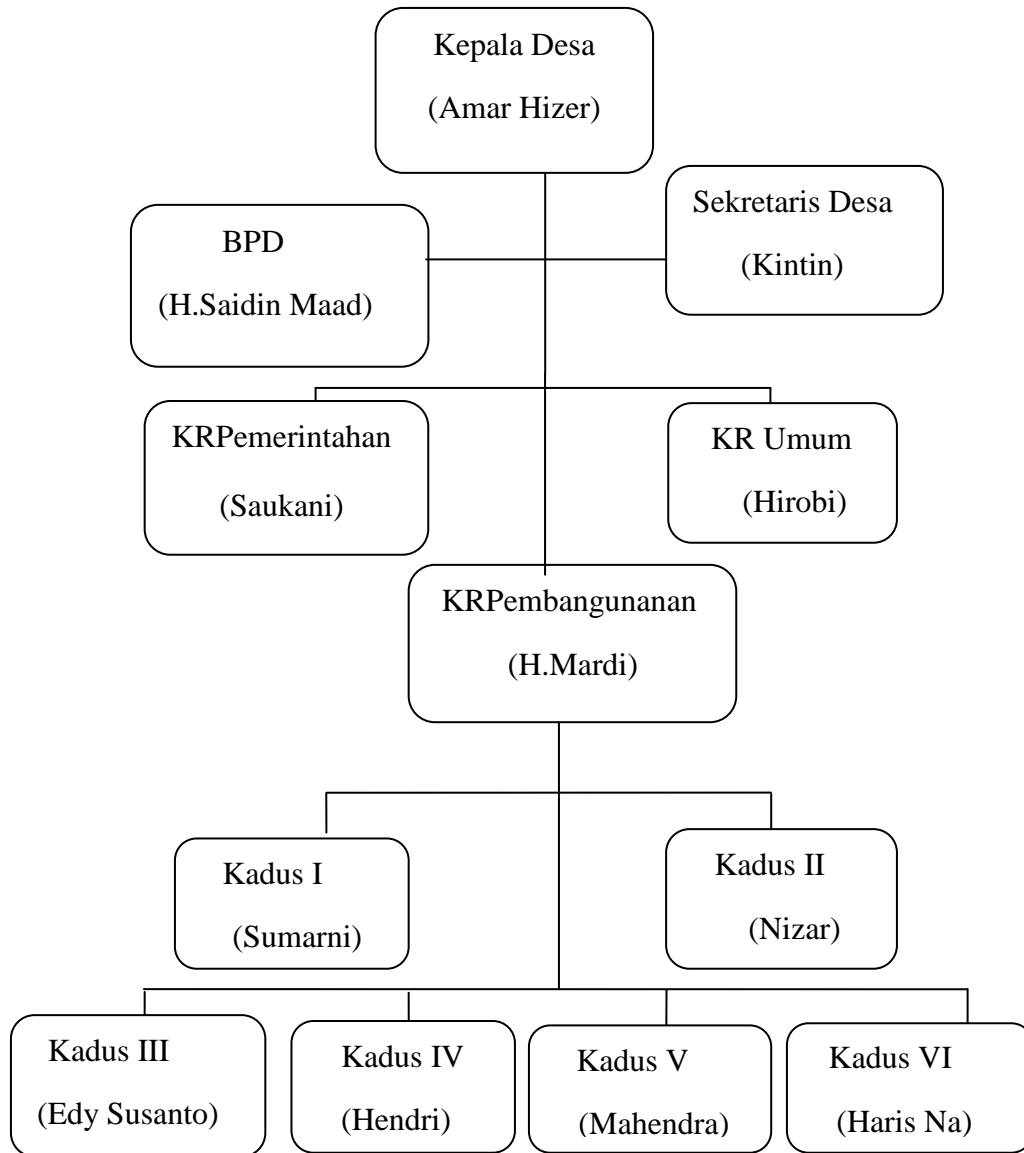 Kepala Desa
(Amar Hizer)
Sekretaris Desa
(Kintin)
BPD
(H.Saidin Maad)
KRPemerintahan
(Saukani)
KR Umum
(Hirobi)
KRPembangunanan
(H.Mardi)
Kadus I
(Sumarni)
Kadus II
(Nizar)
Kadus III
(Edy Susanto)
Kadus IV
(Hendri)
Kadus V
(Mahendra)
Kadus VI
(Haris Na)